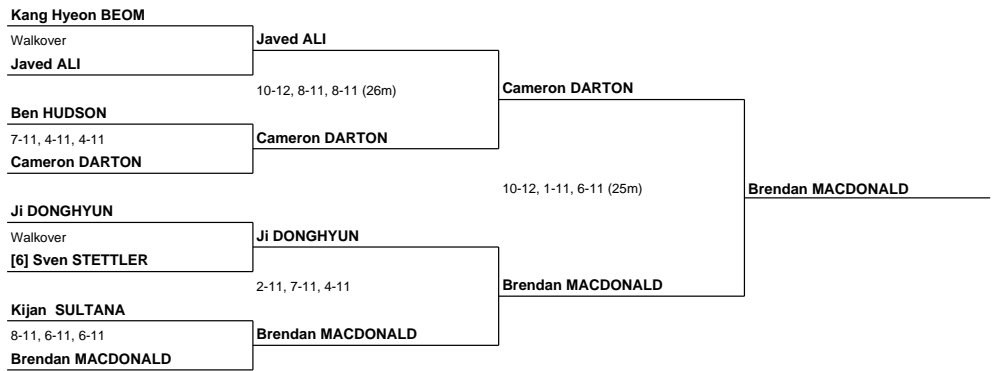 Kang Hyeon BEOM
Walkover
Javed ALI
Javed ALI
10-12, 8-11, 8-11 (26m)
Cameron DARTON
Ben HUDSON
7-11, 4-11, 4-11
Cameron DARTON
Cameron DARTON
10-12, 1-11, 6-11 (25m)
Brendan MACDONALD
Ji DONGHYUN
Walkover
Ji DONGHYUN
[6] Sven STETTLER
2-11, 7-11, 4-11
Brendan MACDONALD
Kijan SULTANA
8-11, 6-11, 6-11
Brendan MACDONALD
Brendan MACDONALD